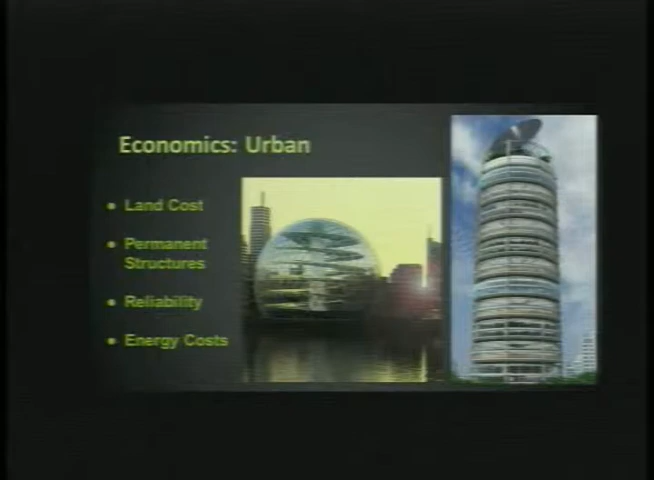 Economics: Urban
Land Cost
Permanent
Structures
Reliability
Energy Costs